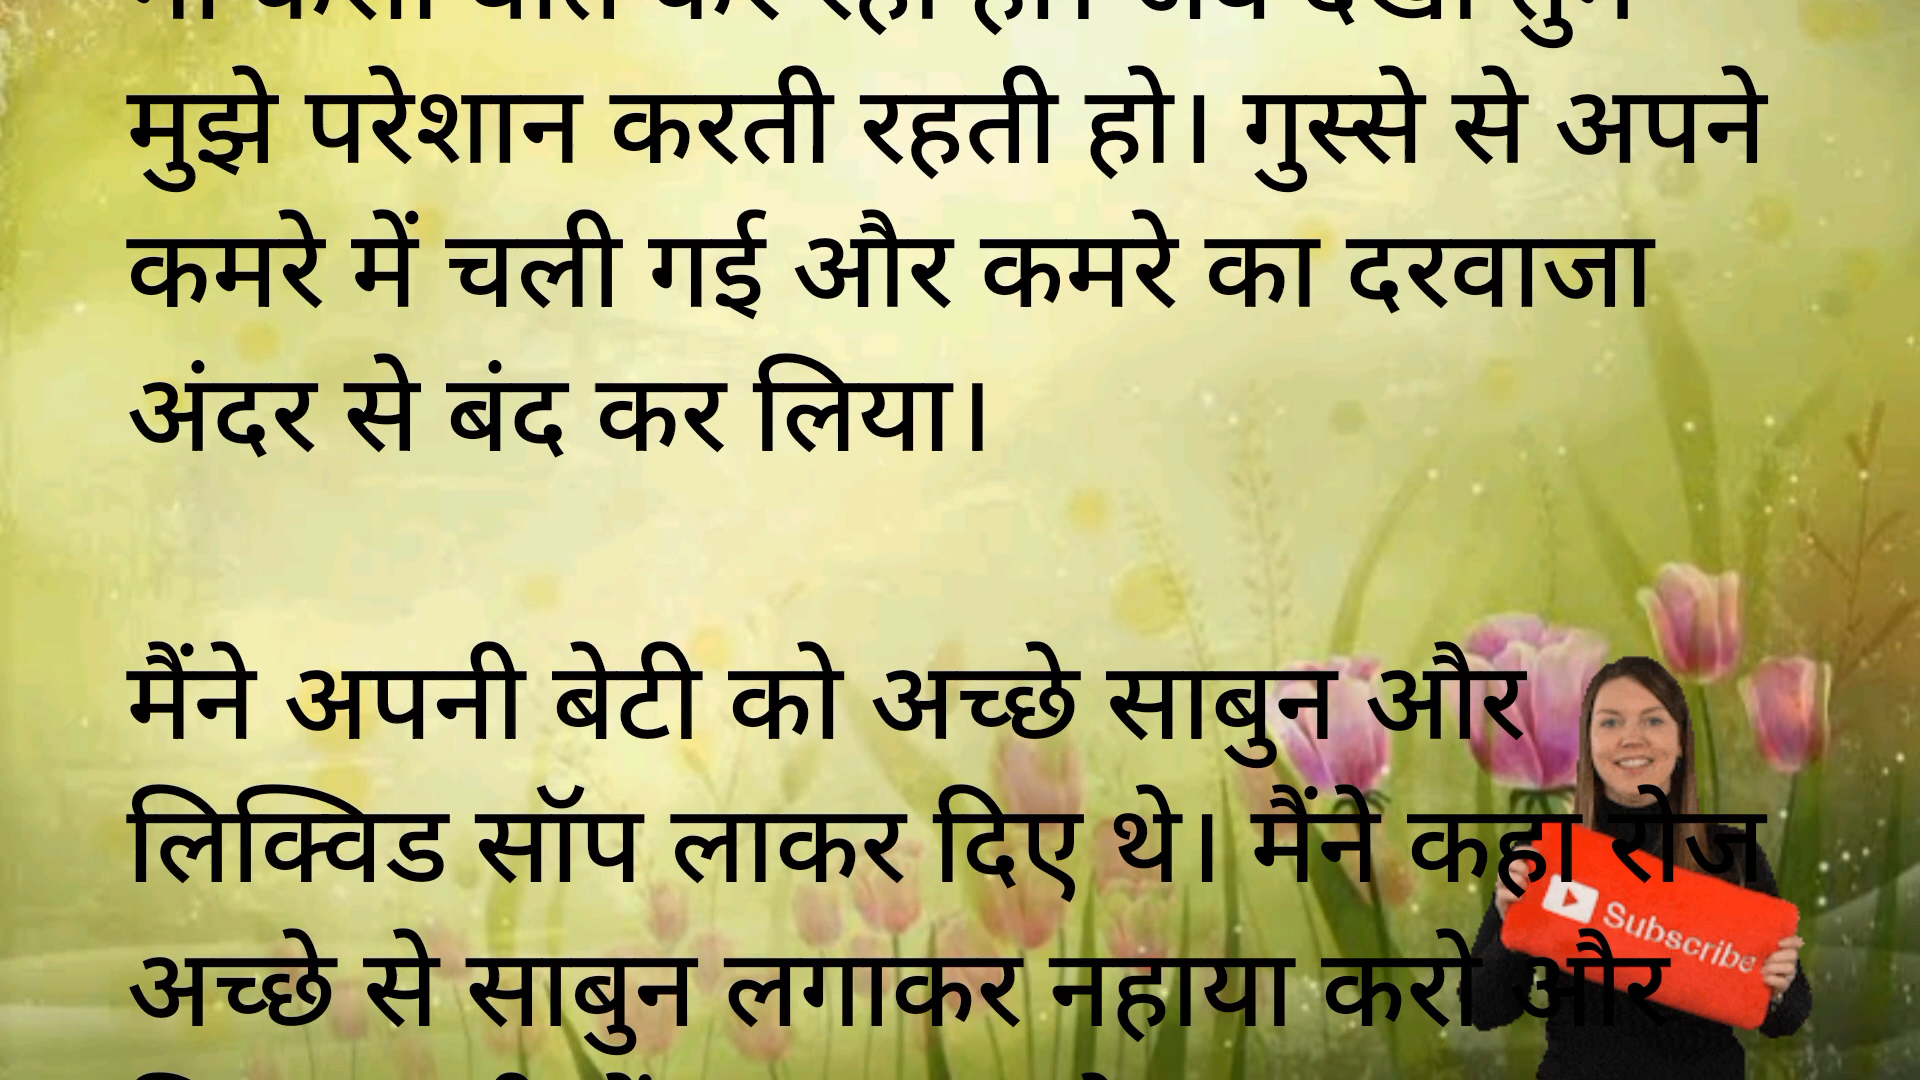 मुझे परेशान करती रहती हो। गुस्से से अपने
कमरे में चली गई और कमरे का दरवाजा
अंदर से बंद कर लिया।
मैंने अपनी बेटी को अच्छे साबुन और
लिक्विड सॉप लाकर दिए थे। मैंने कहा रोज
अच्छे से साबुन लगाकर नहाया करो और
Subscribe